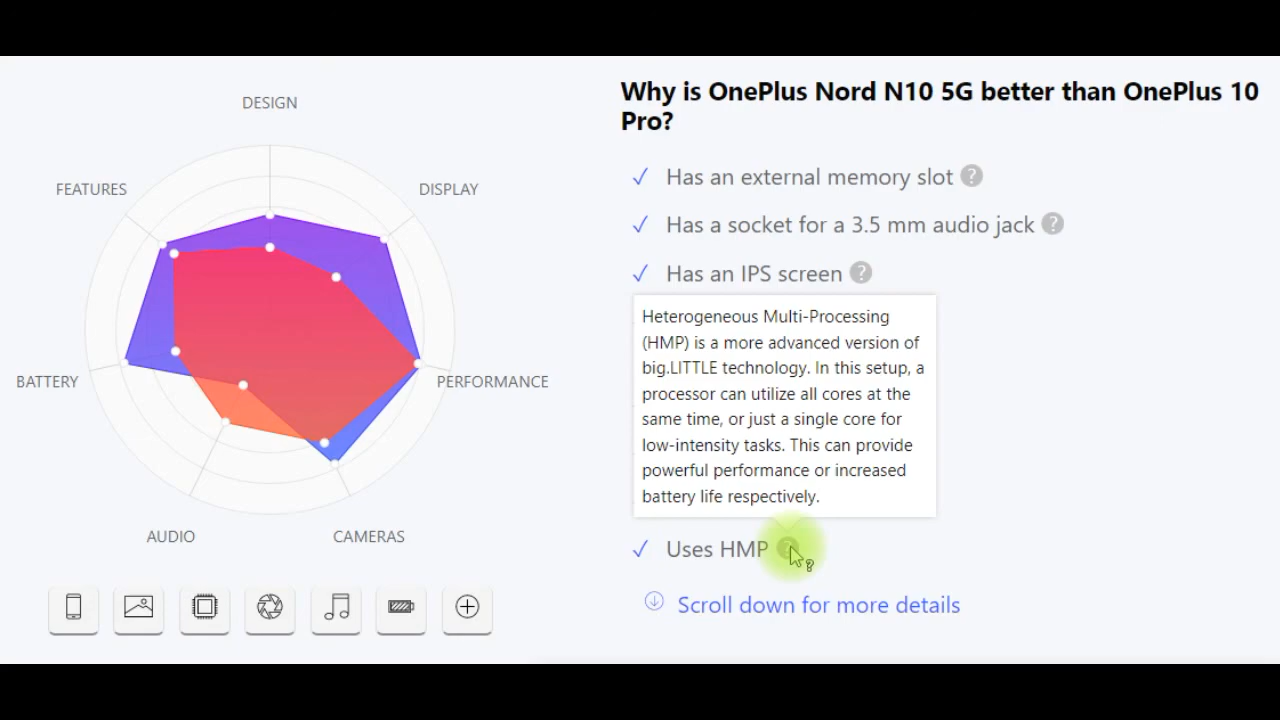 Why is OnePlus Nord N10 5G better than OnePlus 10
Pro?
DESIGN
FEATURES
DISPLAY
BATTERY
PERFORMANCE
AUDIO
CAMERAS
✓ Has an external memory slot ?
✓ Has a socket for a 3.5 mm audio jack ?
✓ Has an IPS screen ?
Heterogeneous Multi-Processing
(HMP) is a more advanced version of
big.LITTLE technology. In this setup, a
processor can utilize all cores at the
same time, or just a single core for
low-intensity tasks. This can provide
powerful performance or increased
battery life respectively.
✓ Uses HMP ?
Scroll down for more details